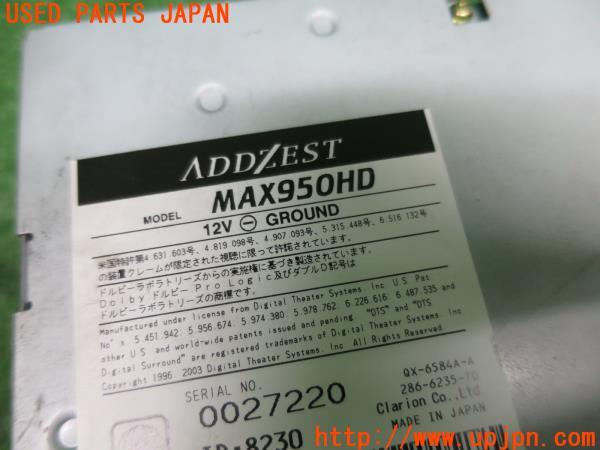 USED PARTS JAPAN
ADDZEST
MODEL MAX950HD
12V ⊖ GROUND
米国特許第4.631.603号、4.819.098号、4.907.093号、5.315.448号、6.516.132号
の装置クレームが限定された視聴に限って許諾されています。
ドルビーラボラトリーズからの実施権に基づき製造されています。
Dolby ドルビー Pro Logic及びダブルD記号は
ドルビーラボラトリーズの商標です。
Manufactured under license from Digital Theater Systems, Inc. U S Pat.
No's 5.451.942, 5.956.674, 5.974.380, 5.978.762, 6.226.616, 6.487.535 and
other U S and world-wide patents issued and pending "DTS" and "DTS
Digital Surround" are registered trademarks of Digital Theater Systems, Inc
Copyright 1996, 2003 Digital Theater Systems, Inc. All Rights Reserved.
SERIAL NO.
0027220
QX-6584A-A
286-6235-70
Clarion Co.,Ltd.
MADE IN JAPAN
D-8230
http://www.upjpn.com